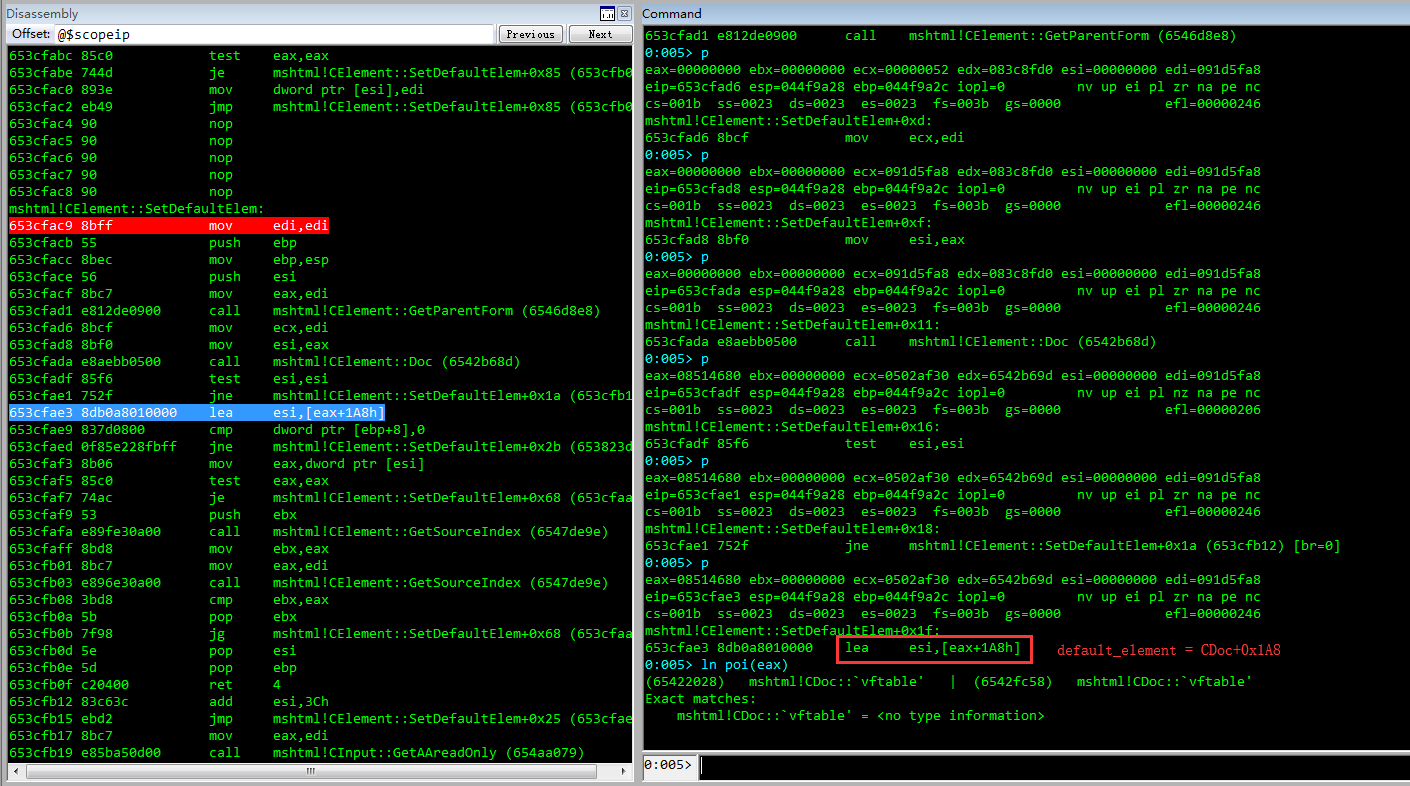 Disassembly
Offset: @$scopeip
Previous
Next
653cfabc 85c0 test eax,eax
653cfabe 744d je mshtml!CElement::SetDefaultElem+0x85 (653cfb0
653cfac0 893e mov dword ptr [esi],edi
653cfac2 eb49 jmp mshtml!CElement::SetDefaultElem+0x85 (653cfb0
653cfac4 90 nop
653cfac5 90 nop
653cfac6 90 nop
653cfac7 90 nop
653cfac8 90 nop
mshtml!CElement::SetDefaultElem:
653cfac9 8bff mov edi,edi
653cfacb 55 push ebp
653cfacc 8bec mov ebp,esp
653cface 56 push esi
653cfacf 8bc7 mov eax,edi
653cfad1 e812de0900 call mshtml!CElement::GetParentForm (6546d8e8)
653cfad6 8bcf mov ecx,edi
653cfad8 8bf0 mov esi,eax
653cfada e8aebb0500 call mshtml!CElement::Doc (6542b68d)
653cfadf 85f6 test esi,esi
653cfae1 752f jne mshtml!CElement::SetDefaultElem+0x1a (653cfb1
653cfae3 8db0a8010000 lea esi,[eax+1A8h]
653cfae9 837d0800 cmp dword ptr [ebp+8],0
653cfaed 0f85e228fbff jne mshtml!CElement::SetDefaultElem+0x2b (653823d
653cfaf3 8b06 mov eax,dword ptr [esi]
653cfaf5 85c0 test eax,eax
653cfaf7 74ac je mshtml!CElement::SetDefaultElem+0x68 (653cfaa
653cfaf9 53 push ebx
653cfafa e89fe30a00 call mshtml!CElement::GetSourceIndex (6547de9e)
653cfaff 8bd8 mov ebx,eax
653cfb01 8bc7 mov eax,edi
653cfb03 e896e30a00 call mshtml!CElement::GetSourceIndex (6547de9e)
653cfb08 3bd8 cmp ebx,eax
653cfb0a 5b pop ebx
653cfb0b 7f98 jg mshtml!CElement::SetDefaultElem+0x68 (653cfaa
653cfb0d 5e pop esi
653cfb0e 5d pop ebp
653cfb0f c20400 ret 4
653cfb12 83c63c add esi,3Ch
653cfb15 ebd2 jmp mshtml!CElement::SetDefaultElem+0x25 (653cfae
653cfb17 8bc7 mov eax,edi
653cfb19 e85ba50d00 call mshtml!CInput::GetAAreadOnly (654aa079)
Command
653cfad1 e812de0900 call mshtml!CElement::GetParentForm (6546d8e8)
0:005> p
eax=00000000 ebx=00000000 ecx=00000052 edx=083c8fd0 esi=00000000 edi=091d5fa8
eip=653cfad6 esp=044f9a28 ebp=044f9a2c iopl=0 nv up ei pl zr na pe nc
cs=001b ss=0023 ds=0023 es=0023 fs=003b gs=0000 efl=00000246
mshtml!CElement::SetDefaultElem+0xd:
653cfad6 8bcf mov ecx,edi
0:005> p
eax=00000000 ebx=00000000 ecx=091d5fa8 edx=083c8fd0 esi=00000000 edi=091d5fa8
eip=653cfad8 esp=044f9a28 ebp=044f9a2c iopl=0 nv up ei pl zr na pe nc
cs=001b ss=0023 ds=0023 es=0023 fs=003b gs=0000 efl=00000246
mshtml!CElement::SetDefaultElem+0xf:
653cfad8 8bf0 mov esi,eax
0:005> p
eax=00000000 ebx=00000000 ecx=091d5fa8 edx=083c8fd0 esi=00000000 edi=091d5fa8
eip=653cfada esp=044f9a28 ebp=044f9a2c iopl=0 nv up ei pl zr na pe nc
cs=001b ss=0023 ds=0023 es=0023 fs=003b gs=0000 efl=00000246
mshtml!CElement::SetDefaultElem+0x11:
653cfada e8aebb0500 call mshtml!CElement::Doc (6542b68d)
0:005> p
eax=08514680 ebx=00000000 ecx=0502af30 edx=6542b69d esi=00000000 edi=091d5fa8
eip=653cfadf esp=044f9a28 ebp=044f9a2c iopl=0 nv up ei pl nz na pe nc
cs=001b ss=0023 ds=0023 es=0023 fs=003b gs=0000 efl=00000206
mshtml!CElement::SetDefaultElem+0x16:
653cfadf 85f6 test esi,esi
0:005> p
eax=08514680 ebx=00000000 ecx=0502af30 edx=6542b69d esi=00000000 edi=091d5fa8
eip=653cfae1 esp=044f9a28 ebp=044f9a2c iopl=0 nv up ei pl zr na pe nc
cs=001b ss=0023 ds=0023 es=0023 fs=003b gs=0000 efl=00000246
mshtml!CElement::SetDefaultElem+0x18:
653cfae1 752f jne mshtml!CElement::SetDefaultElem+0x1a (653cfb12) [br=0]
0:005> p
eax=08514680 ebx=00000000 ecx=0502af30 edx=6542b69d esi=00000000 edi=091d5fa8
eip=653cfae3 esp=044f9a28 ebp=044f9a2c iopl=0 nv up ei pl zr na pe nc
cs=001b ss=0023 ds=0023 es=0023 fs=003b gs=0000 efl=00000246
mshtml!CElement::SetDefaultElem+0x1f:
653cfae3 8db0a8010000 lea esi,[eax+1A8h] default_element = CDoc+0x1A8
0:005> ln poi(eax)
(65422028) mshtml!CDoc::`vftable' | (6542fc58) mshtml!CDoc::`vftable'
Exact matches:
mshtml!CDoc::`vftable' = <no type information>
0:005>